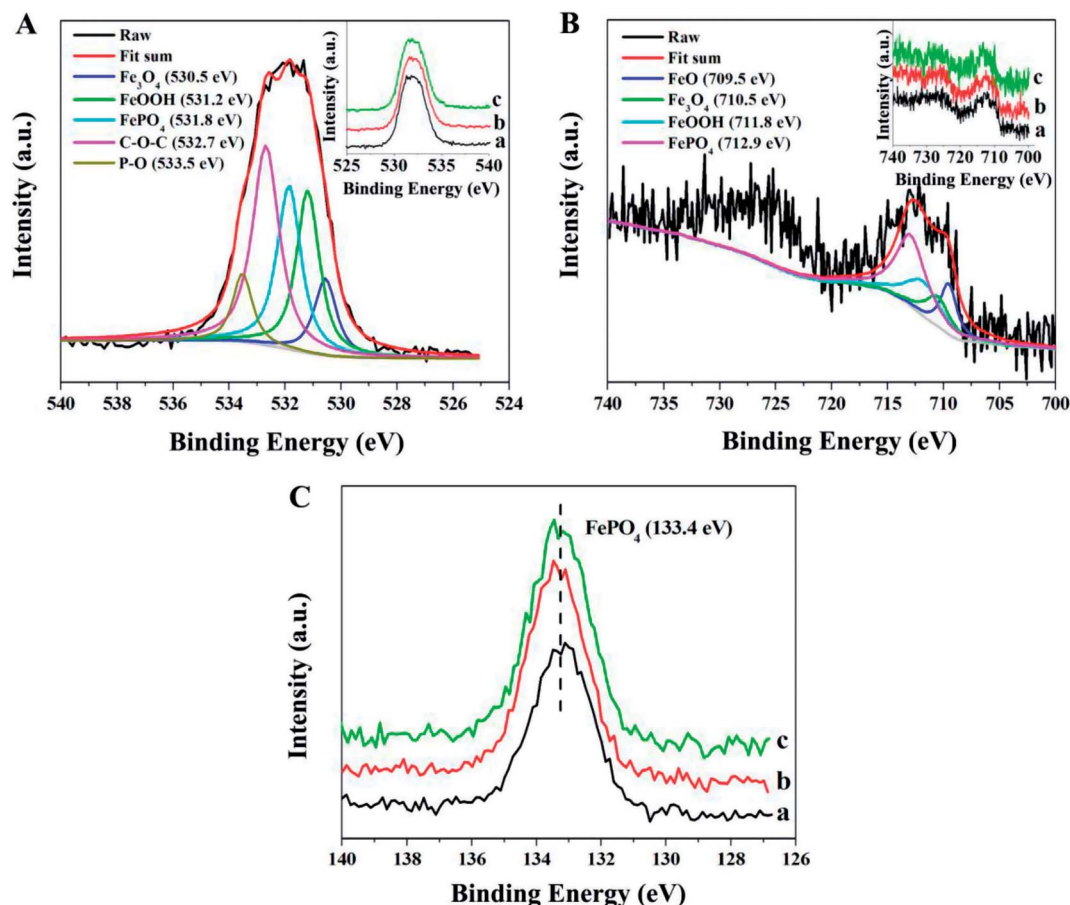 A
Raw
Fit sum
Fe3O4 (530.5 eV)
FeOOH (531.2 eV)
FePO4 (531.8 eV)
C-O-C (532.7 eV)
P-O (533.5 eV)
Intensity (a.u.)
540 538 536 534 532 530 528 526 524
Binding Energy (eV)
Intensity (a.u.)
c
b
a
525 530 535 540
Binding Energy (eV)
B
Raw
Fit sum
FeO (709.5 eV)
Fe3O4 (710.5 eV)
FeOOH (711.8 eV)
FePO4 (712.9 eV)
Intensity (a.u.)
740 735 730 725 720 715 710 705 700
Binding Energy (eV)
Intensity (a.u.)
c
b
a
740 730 720 710 700
Binding Energy (eV)
C
FePO4 (133.4 eV)
Intensity (a.u.)
c
b
a
140 138 136 134 132 130 128 126
Binding Energy (eV)